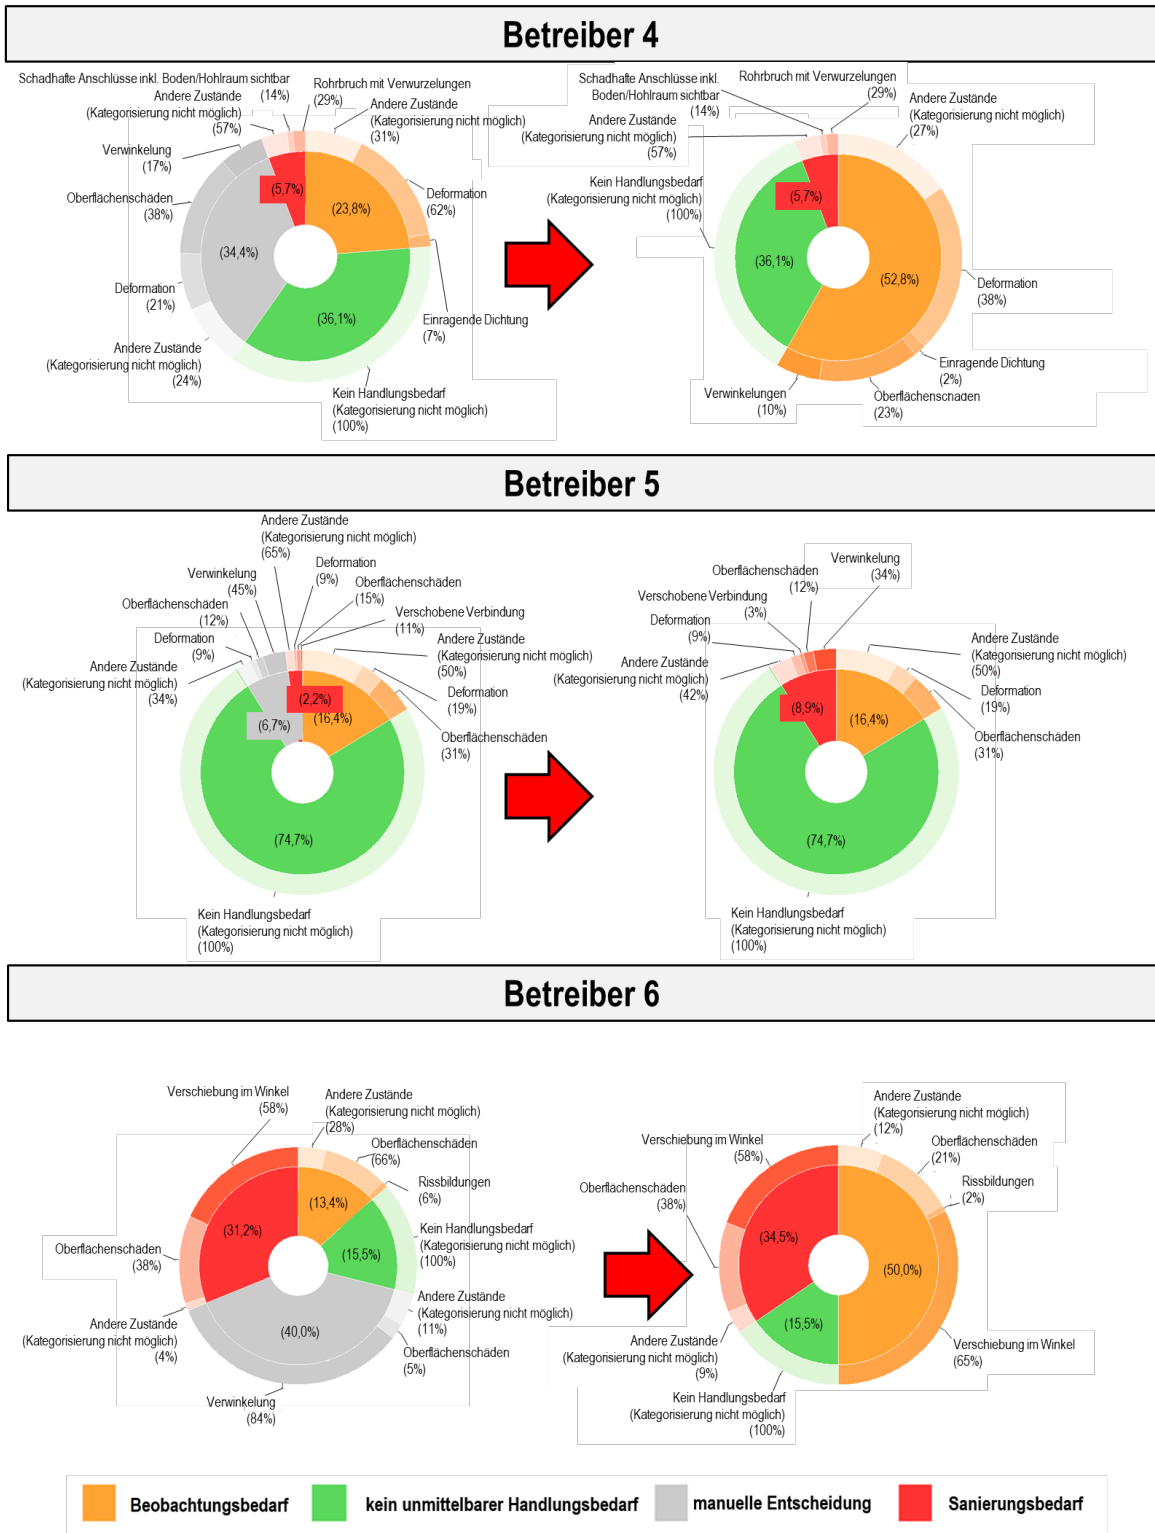 Betreiber 4
Schadhafte Anschlüsse inkl. Boden/Hohlraum sichtbar
(14%)
Rohrbruch mit Verwurzelungen
(29%)
Andere Zustände
(Kategorisierung nicht möglich)
(57%)
Andere Zustände
(Kategorisierung nicht möglich)
(31%)
Verwinkelung
(17%)
Oberflächenschäden
(38%)
Deformation
(62%)
(5,7%)
(23,8%)
(34,4%)
(36,1%)
Deformation
(21%)
Einragende Dichtung
(7%)
Andere Zustände
(Kategorisierung nicht möglich)
(24%)
Kein Handlungsbedarf
(Kategorisierung nicht möglich)
(100%)
Schadhafte Anschlüsse inkl.
Boden/Hohlraum sichtbar
(14%)
Rohrbruch mit Verwurzelungen
(29%)
Andere Zustände
(Kategorisierung nicht möglich)
(27%)
Andere Zustände
(Kategorisierung nicht möglich)
(57%)
Kein Handlungsbedarf
(Kategorisierung nicht möglich)
(100%)
(5,7%)
(36,1%)
(52,8%)
Deformation
(38%)
Einragende Dichtung
(2%)
Verwinkelungen
(10%)
Oberflächenschäden
(23%)
Betreiber 5
Andere Zustände
(Kategorisierung nicht möglich)
(65%)
Verwinkelung
(45%)
Deformation
(9%)
Oberflächenschäden
(15%)
Oberflächenschäden
(12%)
Verschobene Verbindung
(11%)
Deformation
(9%)
Andere Zustände
(Kategorisierung nicht möglich)
(50%)
Andere Zustände
(Kategorisierung nicht möglich)
(34%)
Deformation
(19%)
(2,2%)
(16,4%)
(6,7%)
Oberflächenschäden
(31%)
(74,7%)
Kein Handlungsbedarf
(Kategorisierung nicht möglich)
(100%)
Verwinkelung
(34%)
Oberflächenschäden
(12%)
Verschobene Verbindung
(3%)
Deformation
(9%)
Andere Zustände
(Kategorisierung nicht möglich)
(50%)
Andere Zustände
(Kategorisierung nicht möglich)
(42%)
Deformation
(19%)
(8,9%)
(16,4%)
Oberflächenschäden
(31%)
(74,7%)
Kein Handlungsbedarf
(Kategorisierung nicht möglich)
(100%)
Betreiber 6
Verschiebung im Winkel
(58%)
Andere Zustände
(Kategorisierung nicht möglich)
(28%)
Oberflächenschäden
(66%)
Rissbildungen
(6%)
(13,4%)
(31,2%)
(15,5%)
(40,0%)
Kein Handlungsbedarf
(Kategorisierung nicht möglich)
(100%)
Oberflächenschäden
(38%)
Andere Zustände
(Kategorisierung nicht möglich)
(11%)
Andere Zustände
(Kategorisierung nicht möglich)
(4%)
Oberflächenschäden
(5%)
Verwinkelung
(84%)
Andere Zustände
(Kategorisierung nicht möglich)
(12%)
Verschiebung im Winkel
(58%)
Oberflächenschäden
(21%)
Rissbildungen
(2%)
Oberflächenschäden
(38%)
(34,5%)
(50,0%)
(15,5%)
Andere Zustände
(Kategorisierung nicht möglich)
(9%)
Verschiebung im Winkel
(65%)
Kein Handlungsbedarf
(Kategorisierung nicht möglich)
(100%)
Beobachtungsbedarf
kein unmittelbarer Handlungsbedarf
manuelle Entscheidung
Sanierungsbedarf